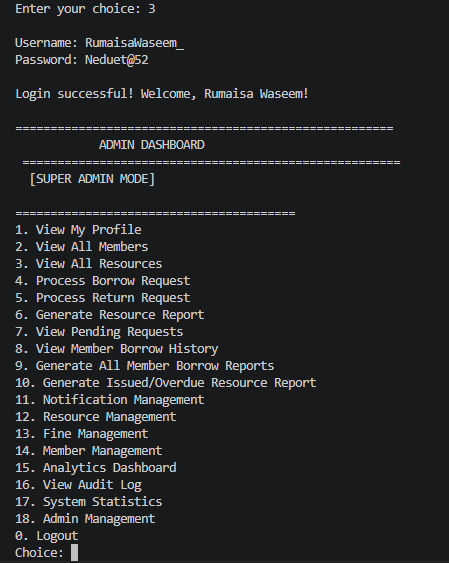 Enter your choice: 3
Username: RumaisaWaseem_
Password: Neduet@52
Login successful! Welcome, Rumaisa Waseem!
======================================================
ADMIN DASHBOARD
======================================================
[SUPER ADMIN MODE]
========================================
1. View My Profile
2. View All Members
3. View All Resources
4. Process Borrow Request
5. Process Return Request
6. Generate Resource Report
7. View Pending Requests
8. View Member Borrow History
9. Generate All Member Borrow Reports
10. Generate Issued/Overdue Resource Report
11. Notification Management
12. Resource Management
13. Fine Management
14. Member Management
15. Analytics Dashboard
16. View Audit Log
17. System Statistics
18. Admin Management
0. Logout
Choice: